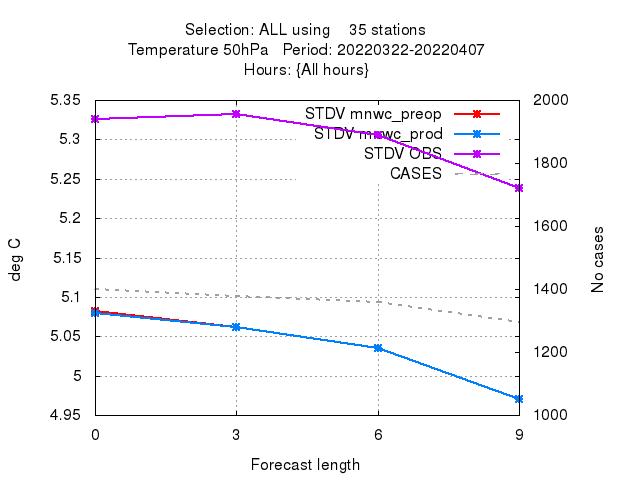 Selection: ALL using 35 stations
Temperature 50hPa Period: 20220322-20220407
Hours: {All hours}
STDV mnwc_preop
STDV mnwc_prod
STDV OBS
CASES
5.35
5.3
5.25
5.2
5.15
5.1
5.05
5
4.95
2000
1800
1600
1400
1200
1000
deg C
No cases
0 3 6 9
Forecast length